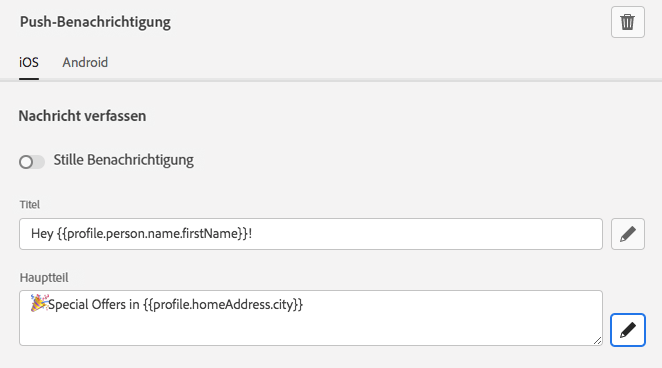 Push-Benachrichtigung
iOS Android
Nachricht verfassen
Stille Benachrichtigung
Titel
Hey {{profile.person.name.firstName}}!
Hauptteil
🎉Special Offers in {{profile.homeAddress.city}}